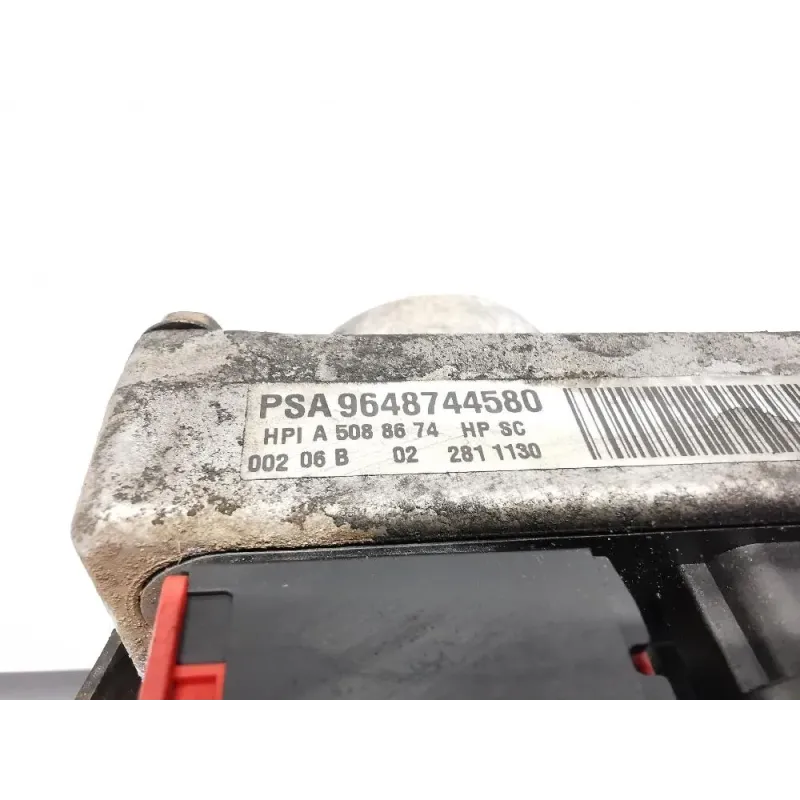 PSA 9648744580
HPI A 508 86 74 HP SC
002 06 B 02 281 1130